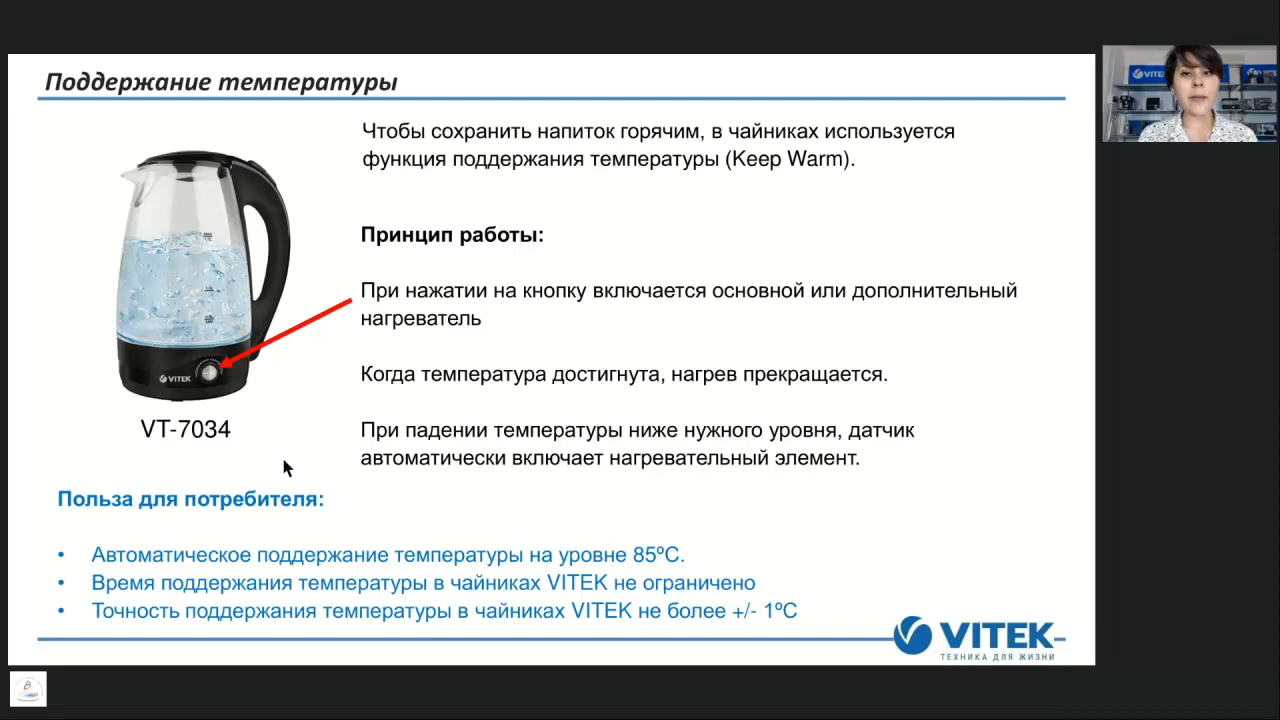 Поддержание температуры
Чтобы сохранить напиток горячим, в чайниках используется
функция поддержания температуры (Keep Warm).
Принцип работы:
При нажатии на кнопку включается основной или дополнительный
нагреватель
Когда температура достигнута, нагрев прекращается.
При падении температуры ниже нужного уровня, датчик
автоматически включает нагревательный элемент.
VITEK
VT-7034
Польза для потребителя:
• Автоматическое поддержание температуры на уровне 85ºС.
• Время поддержания температуры в чайниках VITEK не ограничено
• Точность поддержания температуры в чайниках VITEK не более +/- 1ºС
VITEK
ТЕХНИКА ДЛЯ ЖИЗНИ
VITEK